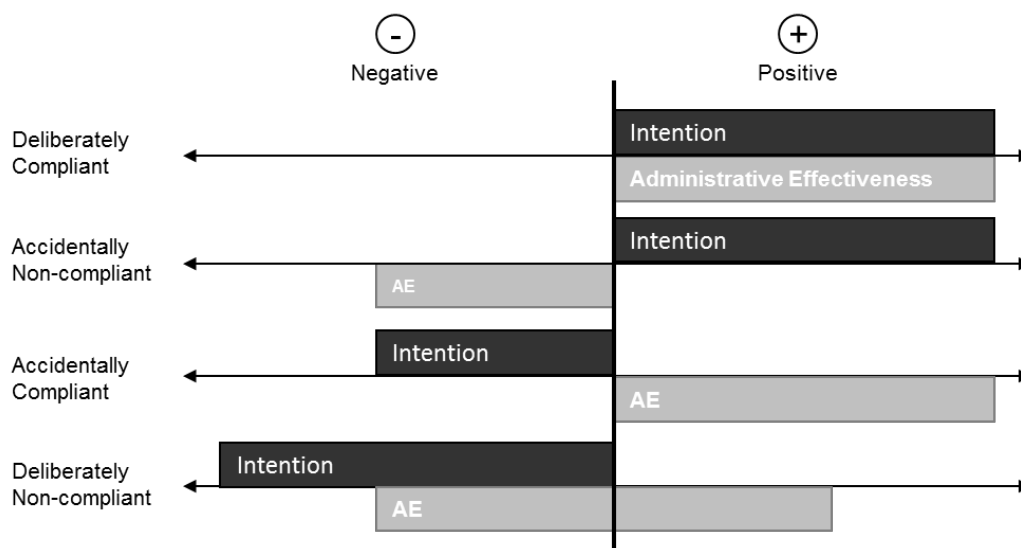 -
+
Negative
Positive
Deliberately
Compliant
Intention
Administrative Effectiveness
Accidentally
Non-compliant
Intention
AE
Accidentally
Compliant
Intention
AE
Deliberately
Non-compliant
Intention
AE